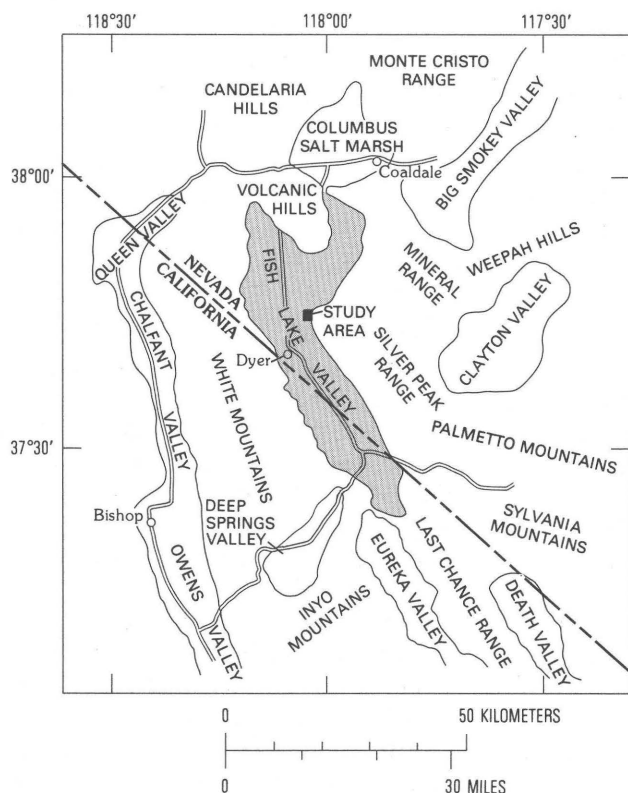 118°30'
118°00'
117°30'
MONTE CRISTO
RANGE
CANDELARIA
HILLS
BIG SMOKEY VALLEY
COLUMBUS
SALT MARSH
Coaldale
38°00'
VOLCANIC
HILLS
QUEEN VALLEY
NEVADA
CALIFORNIA
FISH
LAKE
VALLEY
MINERAL
RANGE
WEEPAH HILLS
CLAYTON VALLEY
STUDY
AREA
CHALFANT
VALLEY
Dyer
SILVER PEAK
RANGE
WHITE MOUNTAINS
37°30'
PALMETTO MOUNTAINS
Bishop
DEEP
SPRINGS
VALLEY
SYLVANIA
MOUNTAINS
OWENS
VALLEY
INYO
MOUNTAINS
EUREKA VALLEY
LAST CHANCE RANGE
DEATH VALLEY
0
50 KILOMETERS
0
30 MILES